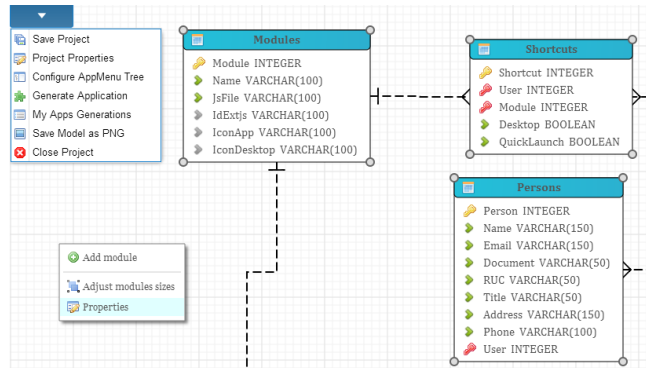 Save Project
Project Properties
Configure AppMenu Tree
Generate Application
My Apps Generations
Save Model as PNG
Close Project
Modules
Module INTEGER
Name VARCHAR(100)
JsFile VARCHAR(100)
IdExtjs VARCHAR(100)
IconApp VARCHAR(100)
IconDesktop VARCHAR(100)
Shortcuts
Shortcut INTEGER
User INTEGER
Module INTEGER
Desktop BOOLEAN
QuickLaunch BOOLEAN
Persons
Person INTEGER
Name VARCHAR(150)
Email VARCHAR(150)
Document VARCHAR(50)
RUC VARCHAR(50)
Title VARCHAR(50)
Address VARCHAR(150)
Phone VARCHAR(100)
User INTEGER
Add module
Adjust modules sizes
Properties